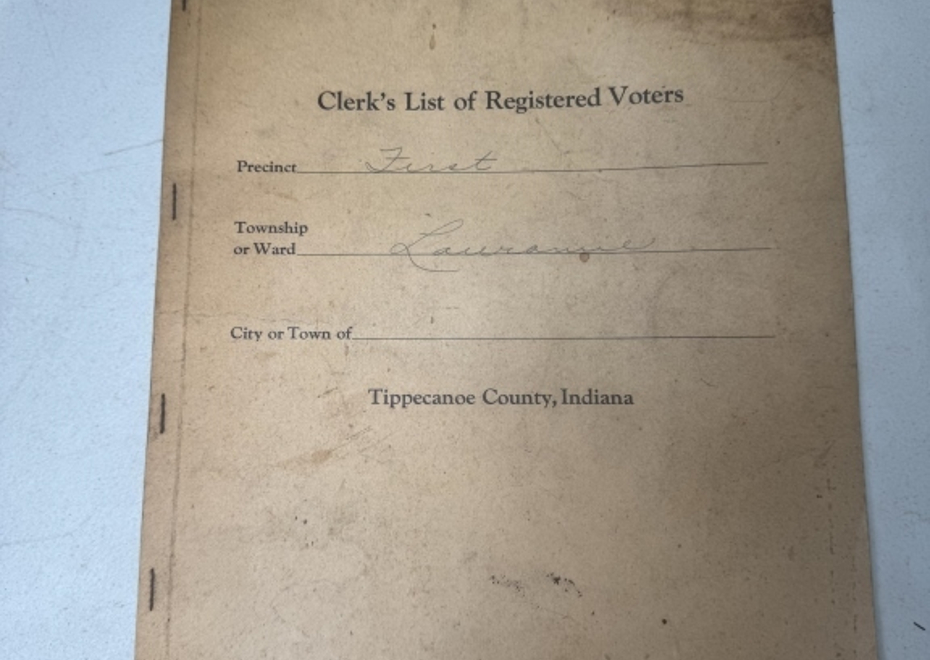 Clerk's List of Registered Voters
Precinct First
Township
or Ward Lauramie
City or Town of
Tippecanoe County, Indiana